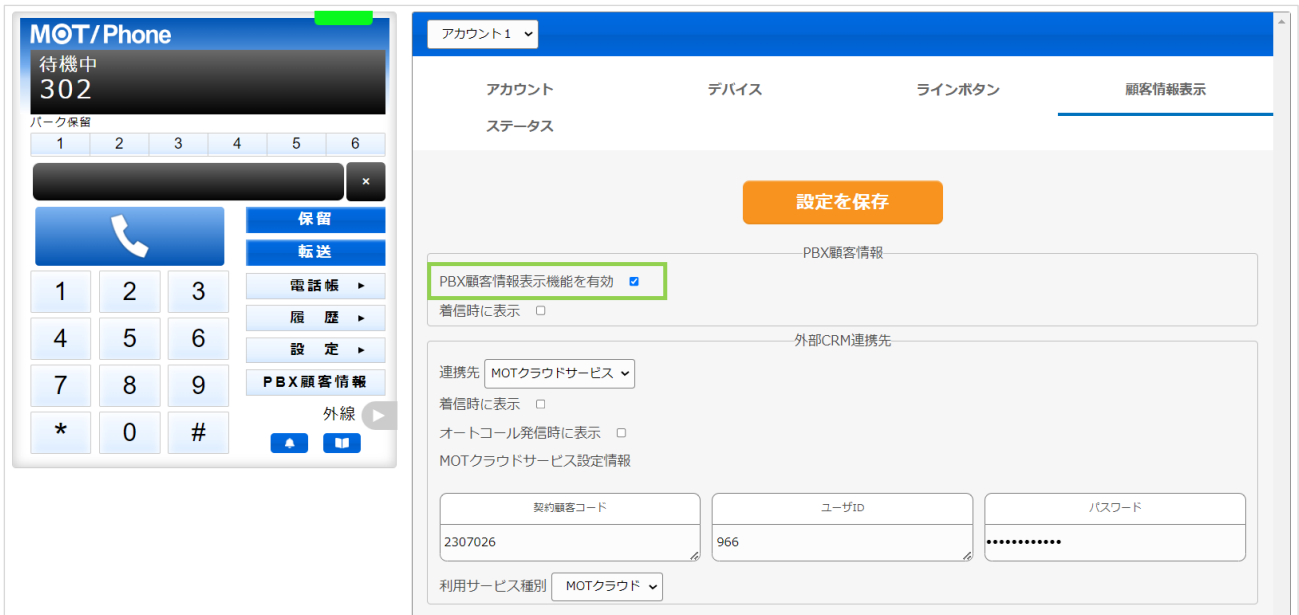 MOT/Phone
待機中
302
パーク保留
1 2 3 4 5 6
×
保留
転送
1 2 3
電話帳
4 5 6
履 歴
設 定
7 8 9
PBX顧客情報
外線
* 0 #
アカウント1
アカウント デバイス ラインボタン 顧客情報表示
ステータス
設定を保存
PBX顧客情報
PBX顧客情報表示機能を有効
着信時に表示
外部CRM連携先
連携先 MOTクラウドサービス
着信時に表示
オートコール発信時に表示
MOTクラウドサービス設定情報
契約顧客コード ユーザID パスワード
2307026 966 ••••••••••••
利用サービス種別 MOTクラウド